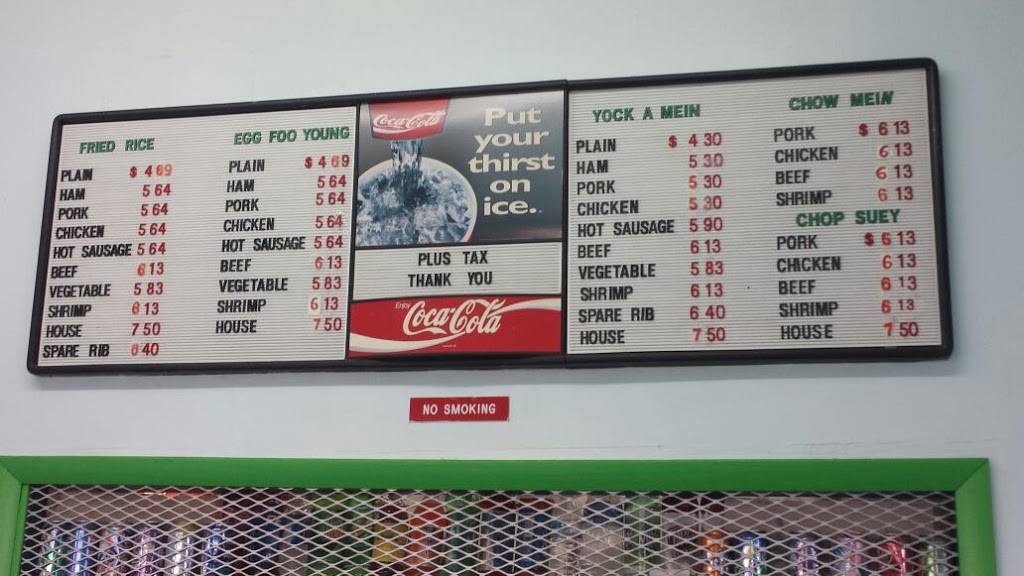 FRIED RICE
PLAIN $ 4 69
HAM 5 64
PORK 5 64
CHICKEN 5 64
HOT SAUSAGE 5 64
BEEF 6 13
VEGETABLE 5 83
SHRIMP 6 13
HOUSE 7 50
SPARE RIB 6 40
EGG FOO YOUNG
PLAIN $ 4 69
HAM 5 64
PORK 5 64
CHICKEN 5 64
HOT SAUSAGE 5 64
BEEF 6 13
VEGETABLE 5 83
SHRIMP 6 13
HOUSE 7 50
Coca-Cola
Put
your
thirst
on
ice.
PLUS TAX
THANK YOU
Enjoy
Coca-Cola
YOCK A MEIN
PLAIN $ 4 30
HAM 5 30
PORK 5 30
CHICKEN 5 30
HOT SAUSAGE 5 90
BEEF 6 13
VEGETABLE 5 83
SHRIMP 6 13
SPARE RIB 6 40
HOUSE 7 50
CHOW MEIN
PORK $ 6 13
CHICKEN 6 13
BEEF 6 13
SHRIMP 6 13
CHOP SUEY
PORK $ 6 13
CHICKEN 6 13
BEEF 6 13
SHRIMP 6 13
HOUSE 7 50
NO SMOKING